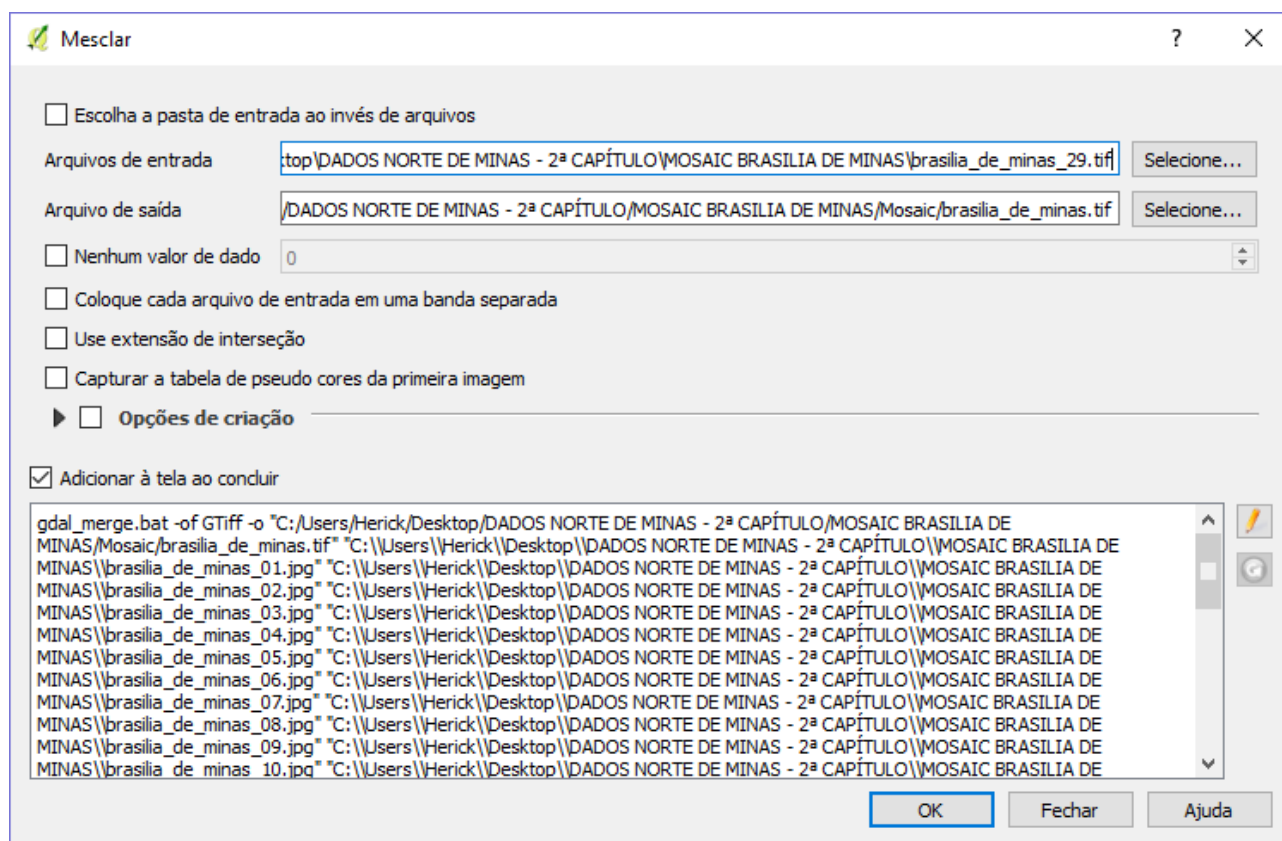 Mesclar
?
Escolha a pasta de entrada ao invés de arquivos
Arquivos de entrada
:top\DADOS NORTE DE MINAS - 2ª CAPÍTULO\MOSAIC BRASILIA DE MINAS\brasilia_de_minas_29.tif
Selecione...
Arquivo de saída
/DADOS NORTE DE MINAS - 2ª CAPÍTULO/MOSAIC BRASILIA DE MINAS/Mosaic/brasilia_de_minas.tif
Selecione...
Nenhum valor de dado
0
Coloque cada arquivo de entrada em uma banda separada
Use extensão de interseção
Capturar a tabela de pseudo cores da primeira imagem
Opções de criação
Adicionar à tela ao concluir
gdal_merge.bat -of GTiff -o "C:/Users/Herick/Desktop/DADOS NORTE DE MINAS - 2ª CAPÍTULO/MOSAIC BRASILIA DE
MINAS/Mosaic/brasilia_de_minas.tif" "C:\\Users\\Herick\\Desktop\\DADOS NORTE DE MINAS - 2ª CAPÍTULO\\MOSAIC BRASILIA DE
MINAS\\brasilia_de_minas_01.jpg" "C:\\Users\\Herick\\Desktop\\DADOS NORTE DE MINAS - 2ª CAPÍTULO\\MOSAIC BRASILIA DE
MINAS\\brasilia_de_minas_02.jpg" "C:\\Users\\Herick\\Desktop\\DADOS NORTE DE MINAS - 2ª CAPÍTULO\\MOSAIC BRASILIA DE
MINAS\\brasilia_de_minas_03.jpg" "C:\\Users\\Herick\\Desktop\\DADOS NORTE DE MINAS - 2ª CAPÍTULO\\MOSAIC BRASILIA DE
MINAS\\brasilia_de_minas_04.jpg" "C:\\Users\\Herick\\Desktop\\DADOS NORTE DE MINAS - 2ª CAPÍTULO\\MOSAIC BRASILIA DE
MINAS\\brasilia_de_minas_05.jpg" "C:\\Users\\Herick\\Desktop\\DADOS NORTE DE MINAS - 2ª CAPÍTULO\\MOSAIC BRASILIA DE
MINAS\\brasilia_de_minas_06.jpg" "C:\\Users\\Herick\\Desktop\\DADOS NORTE DE MINAS - 2ª CAPÍTULO\\MOSAIC BRASILIA DE
MINAS\\brasilia_de_minas_07.jpg" "C:\\Users\\Herick\\Desktop\\DADOS NORTE DE MINAS - 2ª CAPÍTULO\\MOSAIC BRASILIA DE
MINAS\\brasilia_de_minas_08.jpg" "C:\\Users\\Herick\\Desktop\\DADOS NORTE DE MINAS - 2ª CAPÍTULO\\MOSAIC BRASILIA DE
MINAS\\brasilia_de_minas_09.jpg" "C:\\Users\\Herick\\Desktop\\DADOS NORTE DE MINAS - 2ª CAPÍTULO\\MOSAIC BRASILIA DE
MINAS\\brasilia_de_minas_10.jpg" "C:\\Users\\Herick\\Desktop\\DADOS NORTE DE MINAS - 2ª CAPÍTULO\\MOSAIC BRASILIA DE
OK
Fechar
Ajuda